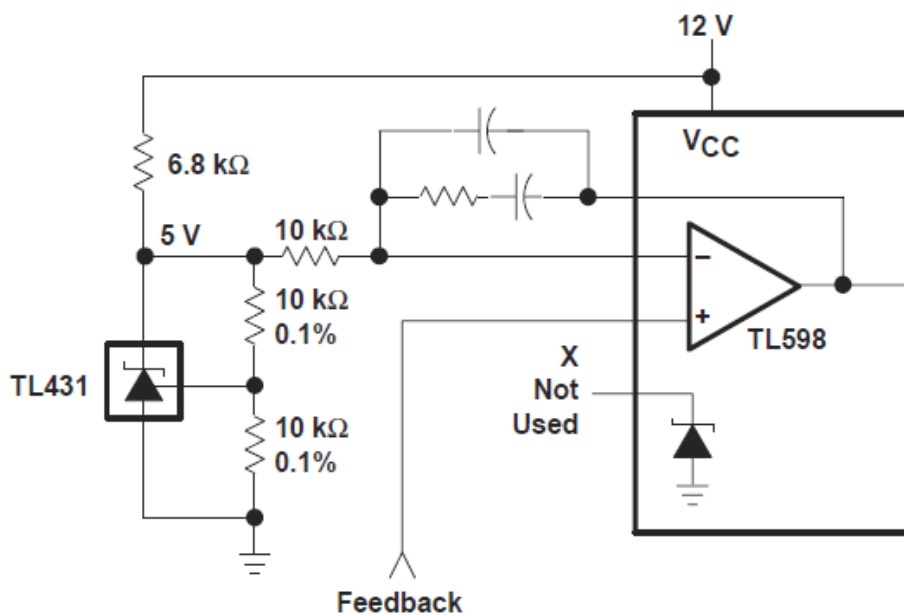 12 V
VCC
6.8 kΩ
5 V
10 kΩ
10 kΩ
0.1%
TL431
10 kΩ
0.1%
−
+
TL598
X
Not
Used
Feedback